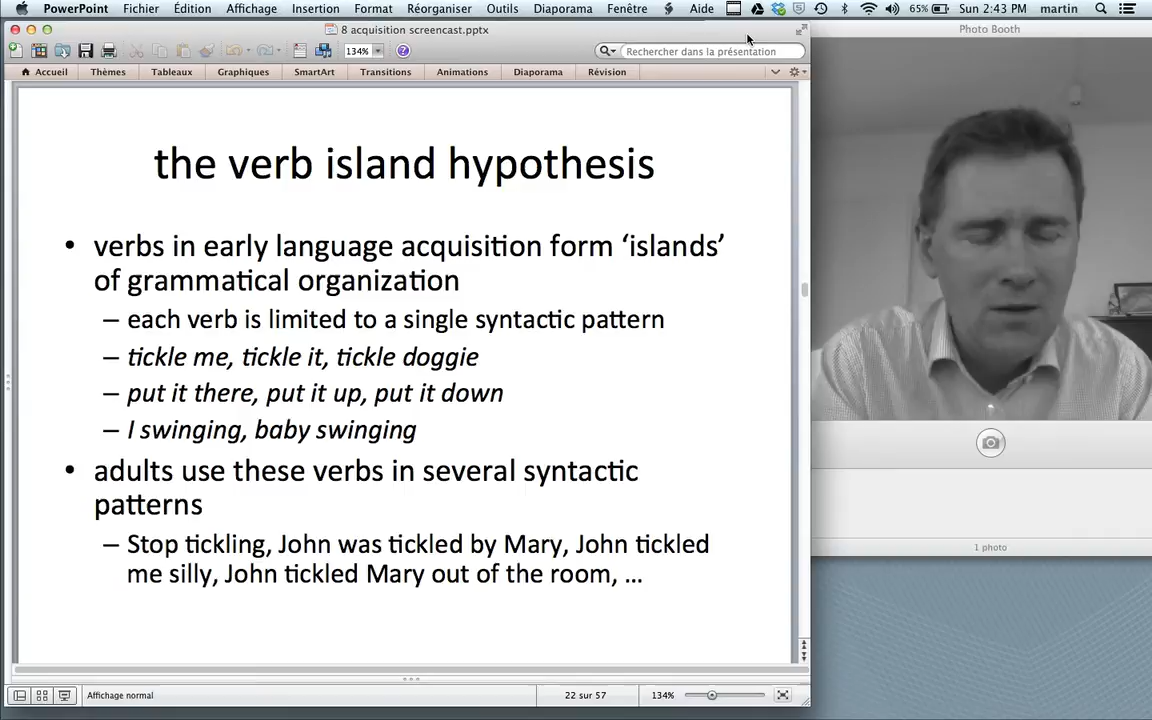 PowerPoint Fichier Édition Affichage Insertion Format Réorganiser Outils Diaporama Fenêtre Aide 65% Sun 2:43 PM martin
8 acquisition screencast.pptx
Photo Booth
134%
Rechercher dans la présentation
Accueil Thèmes Tableaux Graphiques SmartArt Transitions Animations Diaporama Révision
the verb island hypothesis
• verbs in early language acquisition form ‘islands’
of grammatical organization
– each verb is limited to a single syntactic pattern
– tickle me, tickle it, tickle doggie
– put it there, put it up, put it down
– I swinging, baby swinging
• adults use these verbs in several syntactic
patterns
– Stop tickling, John was tickled by Mary, John tickled
me silly, John tickled Mary out of the room, …
1 photo
Affichage normal 22 sur 57 134%